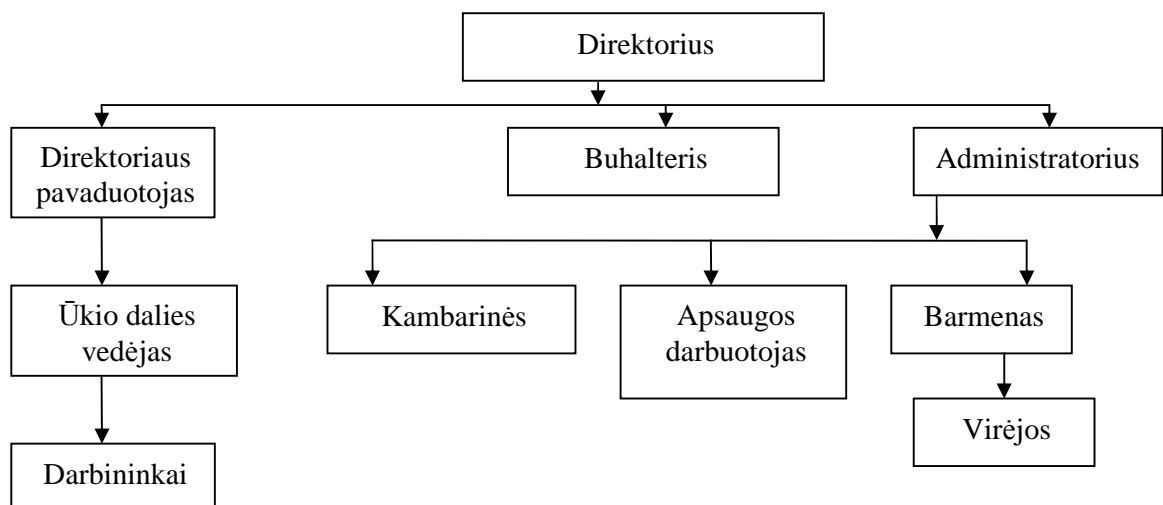 Direktorius
Direktoriaus
pavaduotojas
Buhalteris
Administratorius
Ūkio dalies
vedėjas
Kambarinės
Apsaugos
darbuotojas
Barmenas
Virėjos
Darbininkai